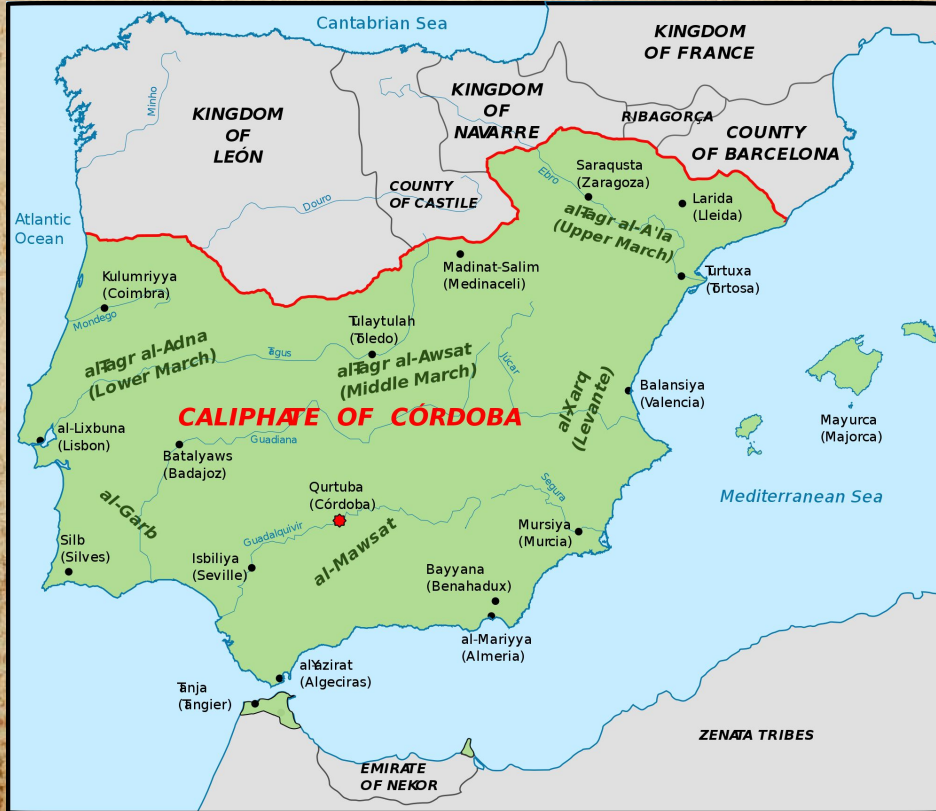 Cantabrian Sea
KINGDOM
OF FRANCE
KINGDOM
OF
LEÓN
Minho
KINGDOM
OF
NAVARRE
RIBAGORÇA
COUNTY
OF BARCELONA
COUNTY
OF CASTILE
Douro
Ebro
Saraqusta
(Zaragoza)
Larida
(Lleida)
al-Tagr al-A'la
(Upper March)
Atlantic
Ocean
Madinat-Salim
(Medinaceli)
Turtuxa
(Tortosa)
Kulumriyya
(Coimbra)
Mondego
Tulaytulah
(Toledo)
al-Tagr al-Adna
(Lower March)
Tagus
al-Tagr al-Awsat
(Middle March)
Júcar
al-Xarq
(Levante)
Balansiya
(Valencia)
Mayurca
(Majorca)
CALIPHATE OF CÓRDOBA
al-Lixbuna
(Lisbon)
Guadiana
Batalyaws
(Badajoz)
Mediterranean Sea
Qurtuba
(Córdoba)
Segura
al-Garb
Guadalquivir
al-Mawsat
Mursiya
(Murcia)
Silb
(Silves)
Isbiliya
(Seville)
Bayyana
(Benahadux)
al-Mariyya
(Almeria)
al-Yazirat
(Algeciras)
Tanja
(Tangier)
ZENATA TRIBES
EMIRATE
OF NEKOR